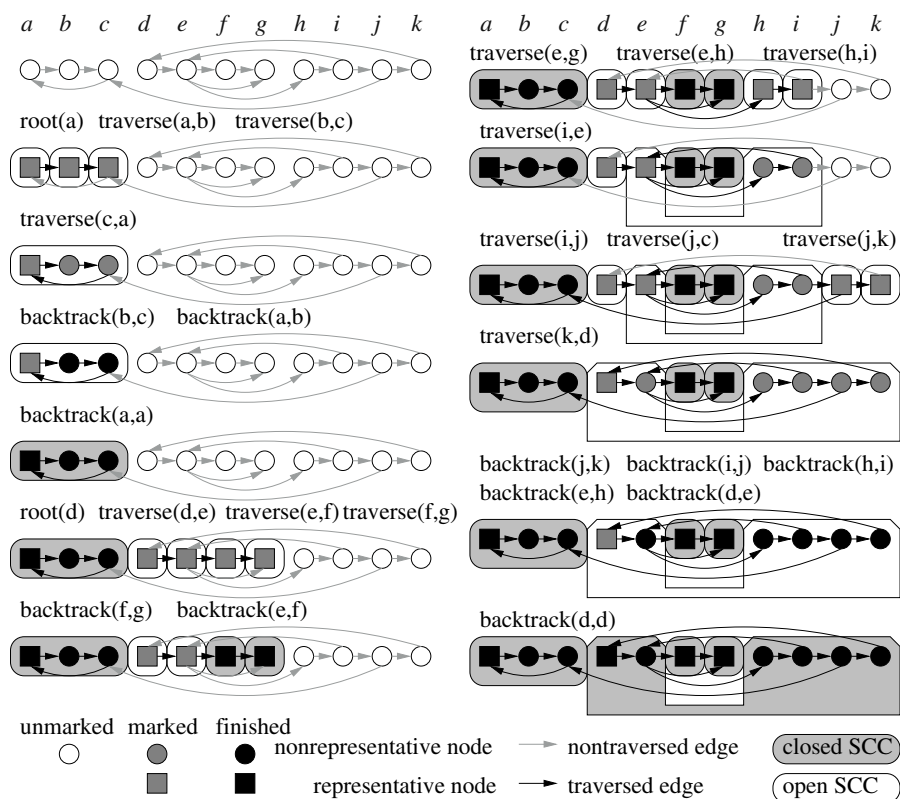 a b c d e f g h i j k
root(a) traverse(a,b) traverse(b,c)
traverse(c,a)
backtrack(b,c) backtrack(a,b)
backtrack(a,a)
root(d) traverse(d,e) traverse(e,f) traverse(f,g)
backtrack(f,g) backtrack(e,f)
a b c d e f g h i j k
traverse(e,g) traverse(e,h) traverse(h,i)
traverse(i,e)
traverse(i,j) traverse(j,c) traverse(j,k)
traverse(k,d)
backtrack(j,k) backtrack(i,j) backtrack(h,i)
backtrack(e,h) backtrack(d,e)
backtrack(d,d)
unmarked marked finished
nonrepresentative node nontraversed edge closed SCC
representative node traversed edge open SCC